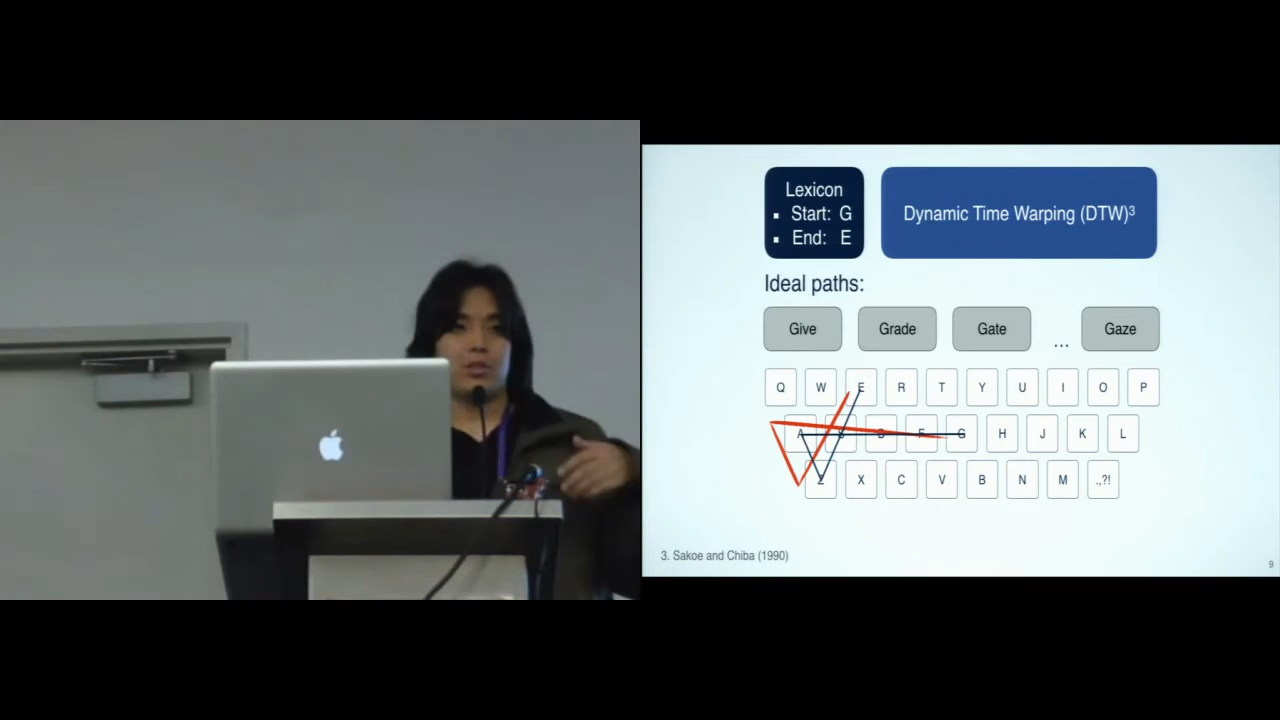 Lexicon
▪ Start: G
▪ End: E
Dynamic Time Warping (DTW)³
Ideal paths:
Give Grade Gate ... Gaze
Q W E R T Y U I O P
A S D F G H J K L
Z X C V B N M .,?!
3. Sakoe and Chiba (1990)
9